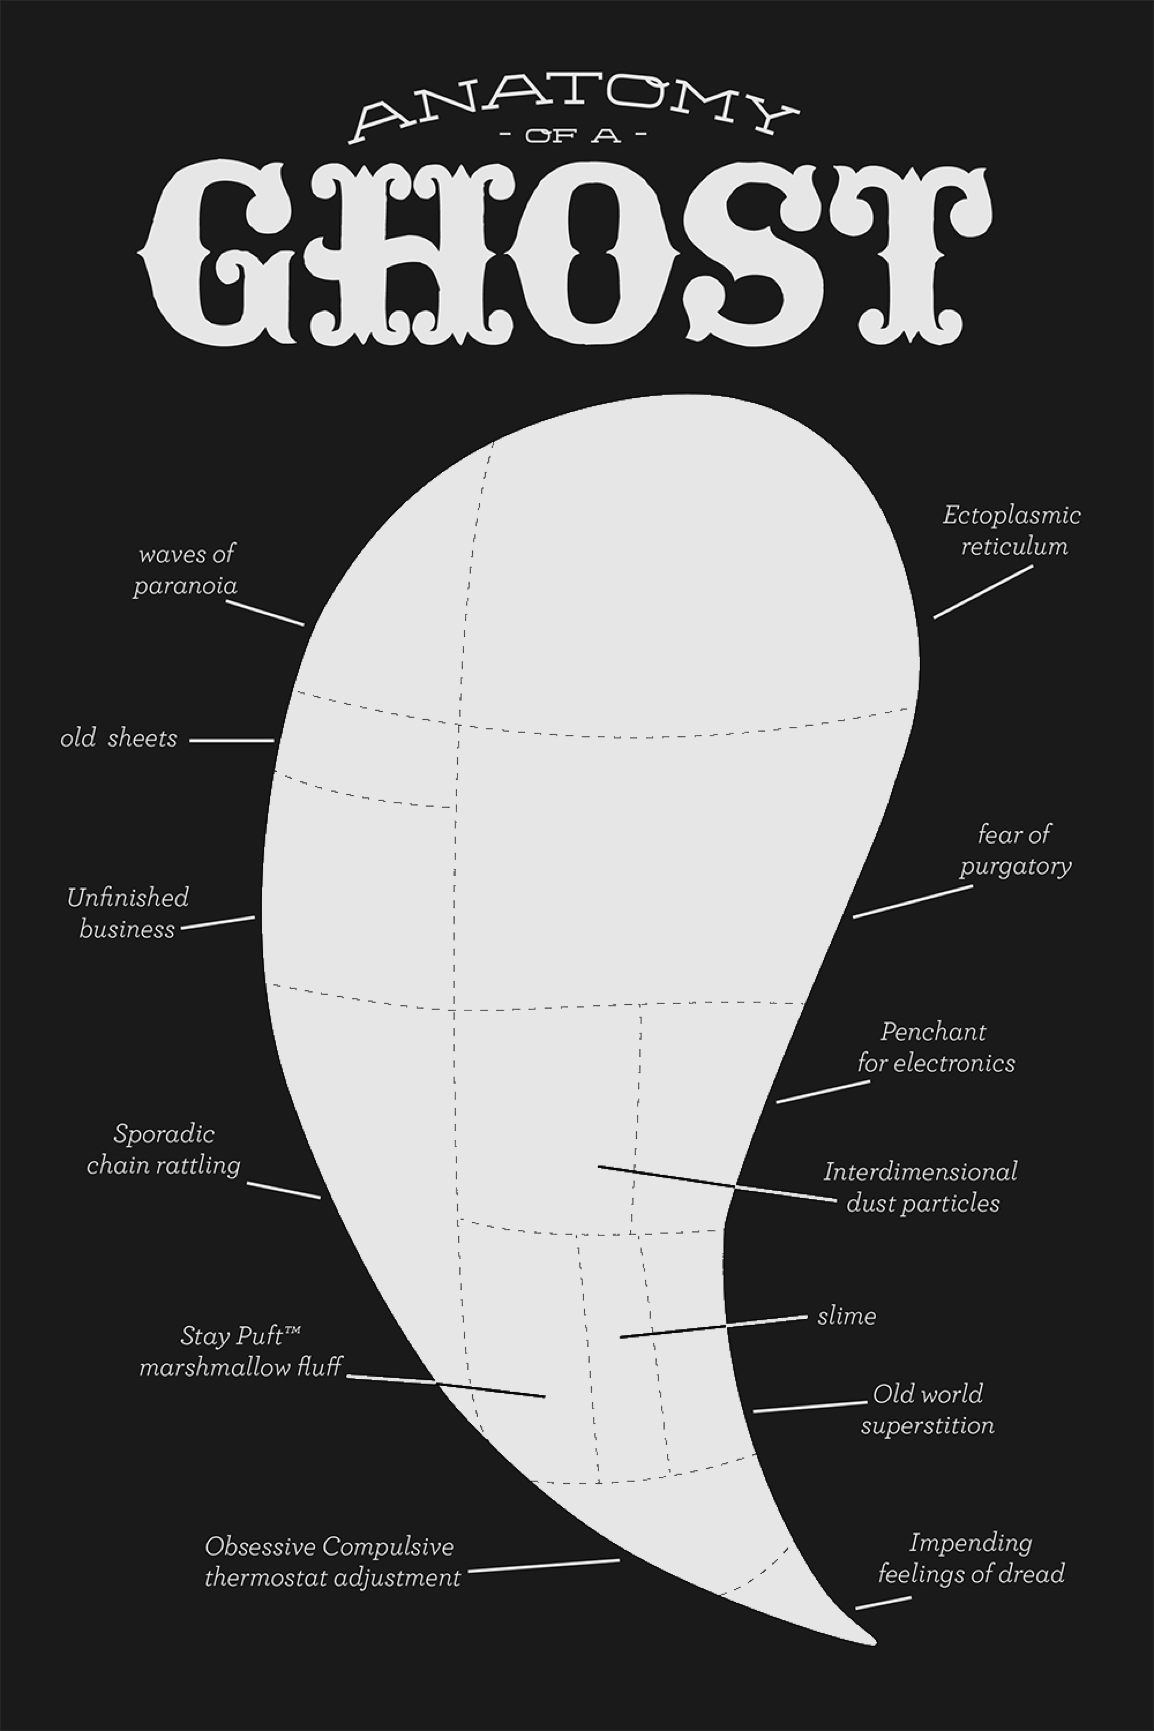 ANATOMY
- OF A -
GHOST
Ectoplasmic
reticulum
waves of
paranoia
old sheets
fear of
purgatory
Unfinished
business
Penchant
for electronics
Sporadic
chain rattling
Interdimensional
dust particles
slime
Stay Puft™
marshmallow fluff
Old world
superstition
Obsessive Compulsive
thermostat adjustment
Impending
feelings of dread